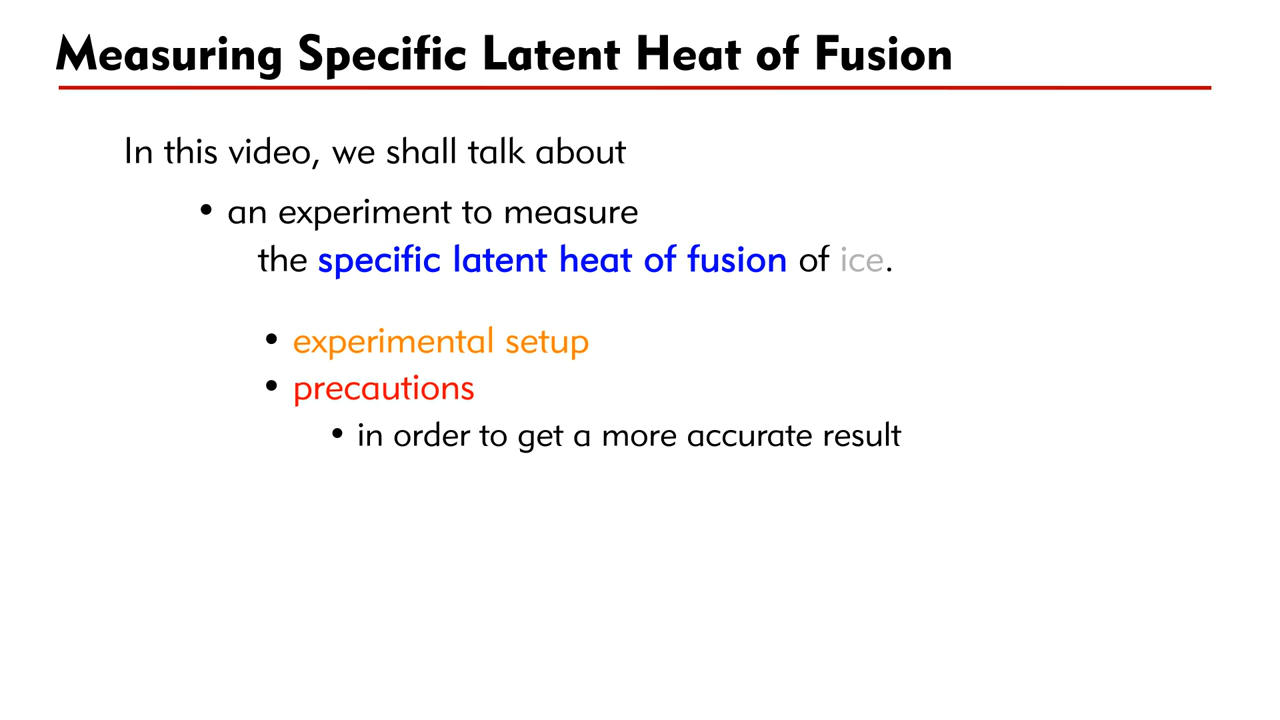 Measuring Specific Latent Heat of Fusion
In this video, we shall talk about
• an experiment to measure
the specific latent heat of fusion of ice.
• experimental setup
• precautions
• in order to get a more accurate result